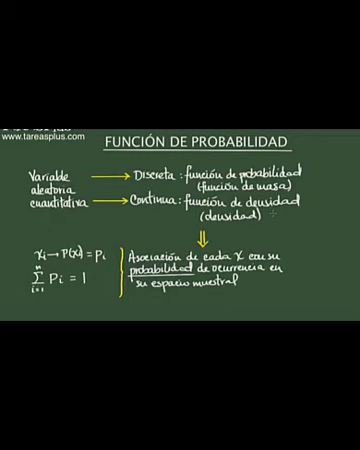 www.tareasplus.com
FUNCIÓN DE PROBABILIDAD
Variable aleatoria cuantitativa
→ Discreta: función de probabilidad
(función de masa)
→ Continua: función de densidad
(densidad)
⇓
xi → P(x) = Pi
n
Σ Pi = 1
i=1
Asociación de cada x con su
probabilidad de ocurrencia en
su espacio muestral